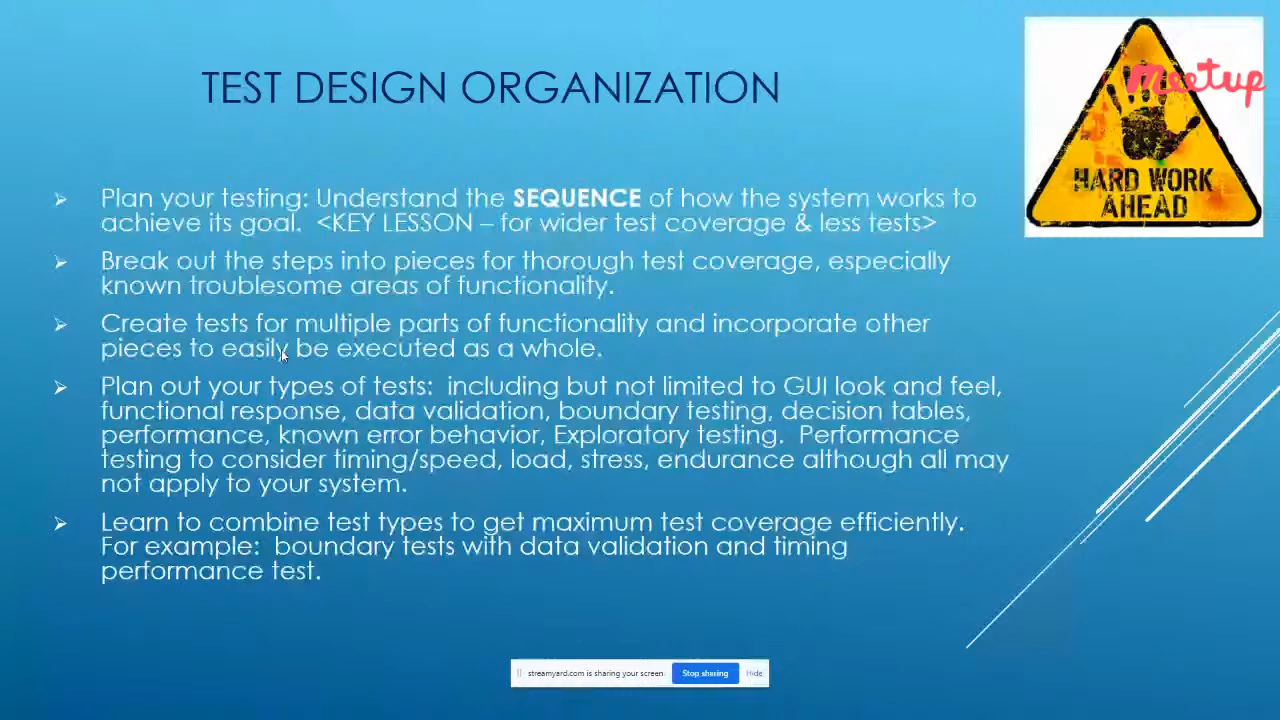 TEST DESIGN ORGANIZATION
meetup
HARD WORK
AHEAD
Plan your testing: Understand the SEQUENCE of how the system works to
achieve its goal.  <KEY LESSON – for wider test coverage & less tests>
Break out the steps into pieces for thorough test coverage, especially
known troublesome areas of functionality.
Create tests for multiple parts of functionality and incorporate other
pieces to easily be executed as a whole.
Plan out your types of tests:  including but not limited to GUI look and feel,
functional response, data validation, boundary testing, decision tables,
performance, known error behavior, Exploratory testing.  Performance
testing to consider timing/speed, load, stress, endurance although all may
not apply to your system.
Learn to combine test types to get maximum test coverage efficiently.
For example:  boundary tests with data validation and timing
performance test.
streamyard.com is sharing your screen. Stop sharing Hide